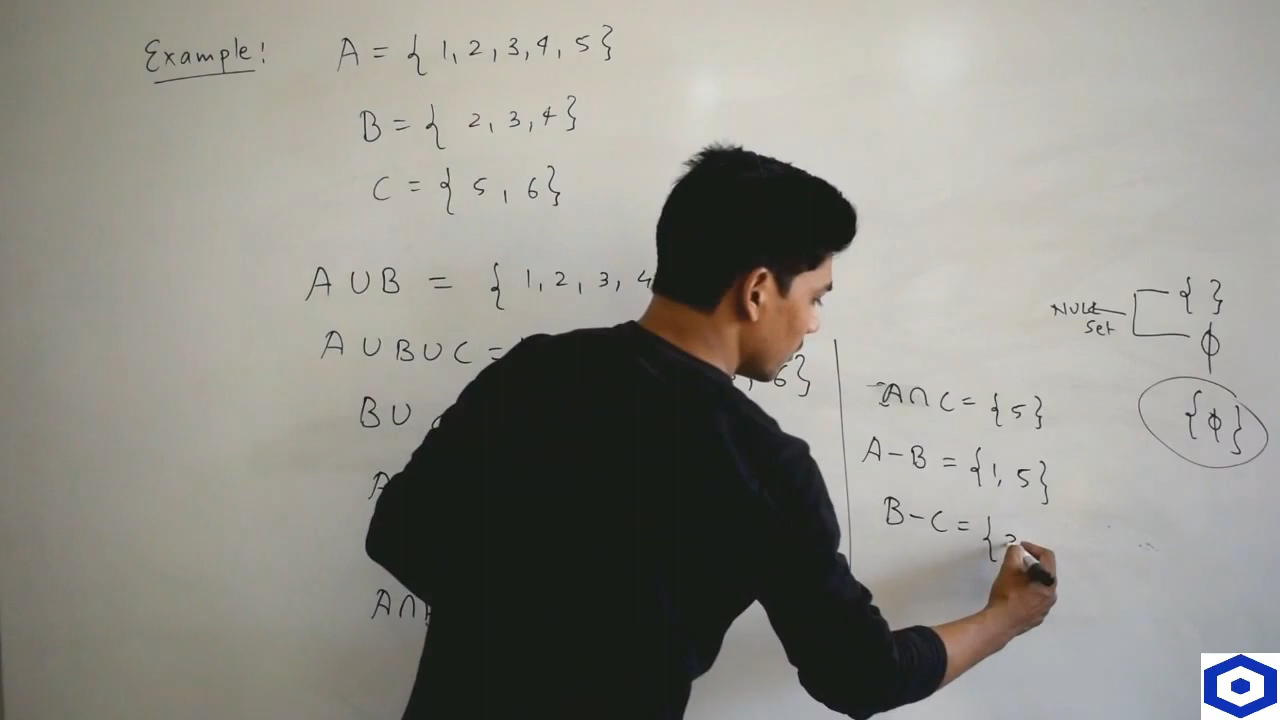 Example! A = { 1, 2, 3, 4, 5 }
B = { 2, 3, 4 }
C = { 5, 6 }
A ∪ B = { 1, 2, 3, 4
A ∪ B ∪ C =
, 6 }
B ∪
A
A ∩
A ∩ C = { 5 }
A - B = { 1, 5 }
B - C = {
Null Set
{ }
ϕ
{ ϕ }